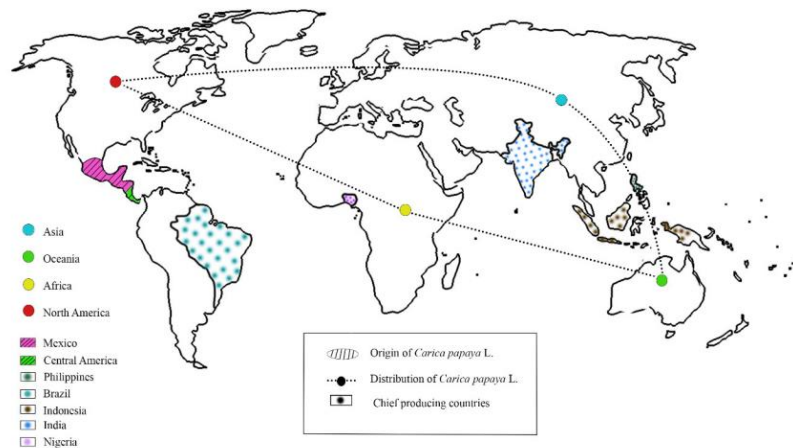 Asia
Oceania
Africa
North America
Mexico
Central America
Philippines
Brazil
Indonesia
India
Nigeria
Origin of Carica papaya L.
Distribution of Carica papaya L.
Chief producing countries